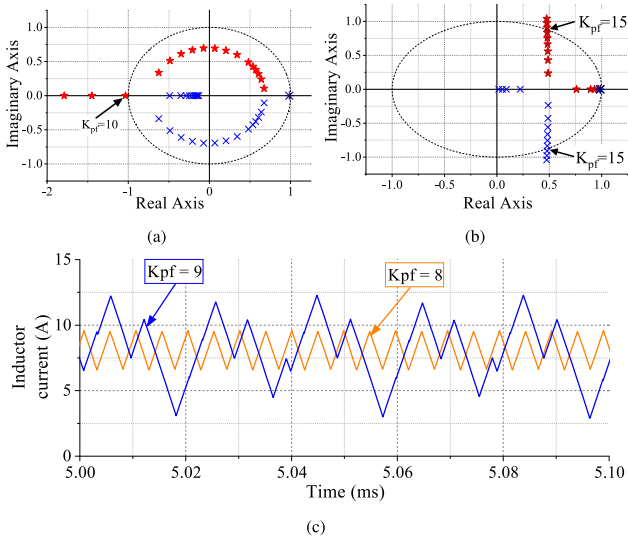 1.0
0.5
0.0
-0.5
-1.0
Imaginary Axis
K_pf=10
-2
-1
0
1
Real Axis
(a)
1.0
0.5
0.0
-0.5
-1.0
Imaginary Axis
K_pf=15
K_pf=15
-1.0
-0.5
0.0
0.5
1.0
Real Axis
(b)
15
10
5
0
Inductor
current (A)
Kpf = 9
Kpf = 8
5.00
5.02
5.04
5.06
5.08
5.10
Time (ms)
(c)